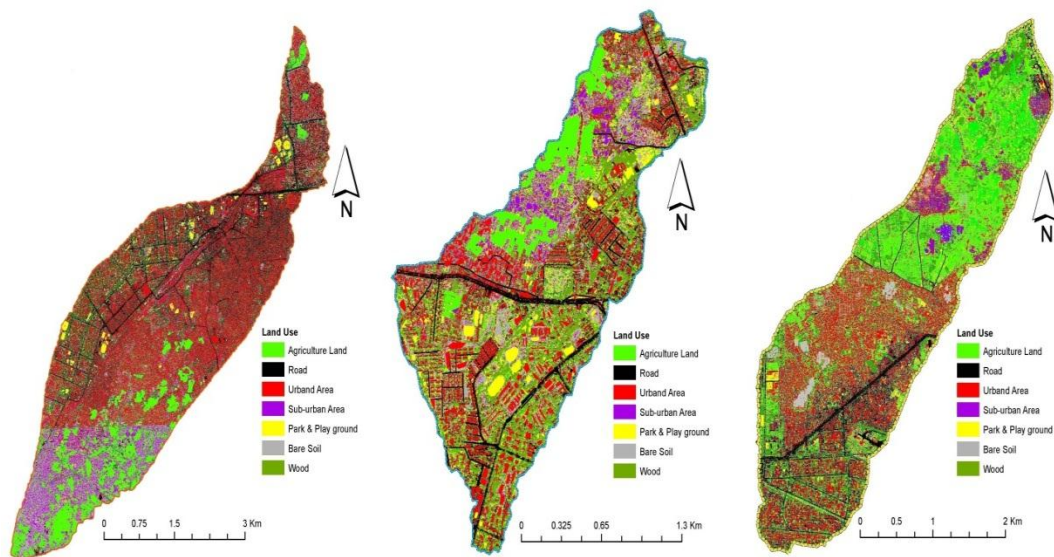 N
Land Use
Agriculture Land
Road
Urband Area
Sub-urban Area
Park & Play ground
Bare Soil
Wood
0 0.75 1.5 3 Km
N
Land Use
Agriculture Land
Road
Urband Area
Sub-urban Area
Park & Play ground
Bare Soil
Wood
0 0.325 0.65 1.3 Km
N
Land Use
Agriculture Land
Road
Urband Area
Sub-urban Area
Park & Play ground
Bare Soil
Wood
0 0.5 1 2 Km